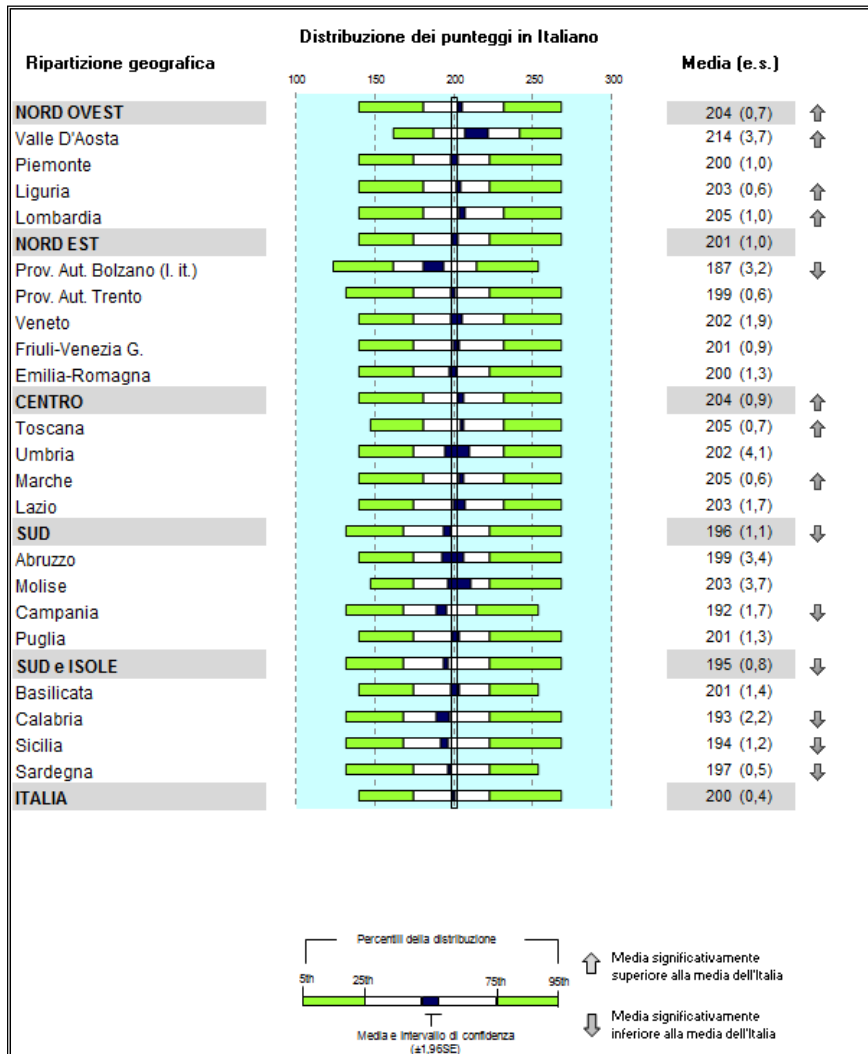 Distribuzione dei punteggi in Italiano
Ripartizione geografica Media (e.s.)
100 150 200 250 300
NORD OVEST 204 (0,7)
Valle D'Aosta 214 (3,7)
Piemonte 200 (1,0)
Liguria 203 (0,6)
Lombardia 205 (1,0)
NORD EST 201 (1,0)
Prov. Aut. Bolzano (l. it.) 187 (3,2)
Prov. Aut. Trento 199 (0,6)
Veneto 202 (1,9)
Friuli-Venezia G. 201 (0,9)
Emilia-Romagna 200 (1,3)
CENTRO 204 (0,9)
Toscana 205 (0,7)
Umbria 202 (4,1)
Marche 205 (0,6)
Lazio 203 (1,7)
SUD 196 (1,1)
Abruzzo 199 (3,4)
Molise 203 (3,7)
Campania 192 (1,7)
Puglia 201 (1,3)
SUD e ISOLE 195 (0,8)
Basilicata 201 (1,4)
Calabria 193 (2,2)
Sicilia 194 (1,2)
Sardegna 197 (0,5)
ITALIA 200 (0,4)
Percentili della distribuzione
5th 25th 75th 95th
Media e intervallo di confidenza
(±1,96SE)
Media significativamente
superiore alla media dell'Italia
Media significativamente
inferiore alla media dell'Italia